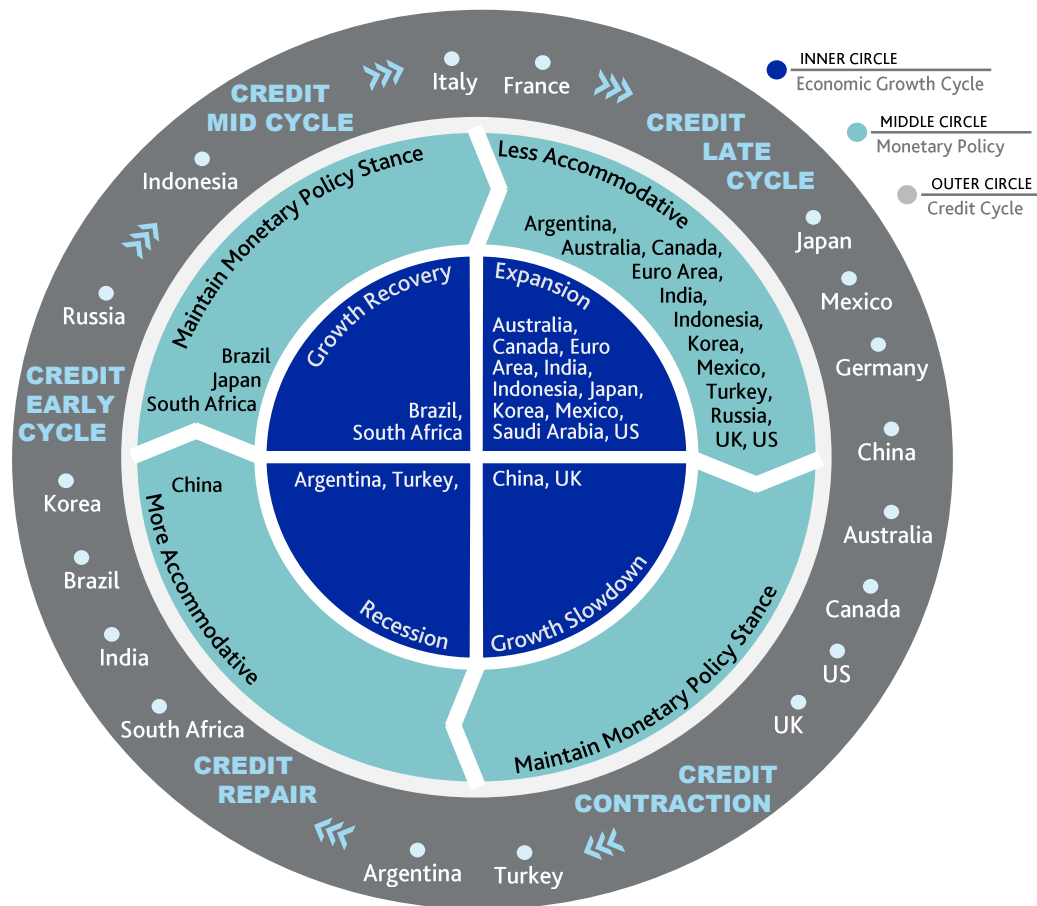 INNER CIRCLE
Economic Growth Cycle
MIDDLE CIRCLE
Monetary Policy
OUTER CIRCLE
Credit Cycle
CREDIT
MID CYCLE
Italy
France
CREDIT
LATE
CYCLE
Japan
Mexico
Germany
China
Australia
Canada
US
UK
CREDIT
CONTRACTION
Turkey
Argentina
CREDIT
REPAIR
South Africa
India
Brazil
Korea
CREDIT
EARLY
CYCLE
Russia
Indonesia
Maintain Monetary Policy Stance
Brazil
Japan
South Africa
Less Accommodative
Argentina,
Australia, Canada,
Euro Area,
India,
Indonesia,
Korea,
Mexico,
Turkey,
Russia,
UK, US
Maintain Monetary Policy Stance
More Accommodative
China
Growth Recovery
Brazil,
South Africa
Expansion
Australia,
Canada, Euro
Area, India,
Indonesia, Japan,
Korea, Mexico,
Saudi Arabia, US
Argentina, Turkey,
Recession
China, UK
Growth Slowdown